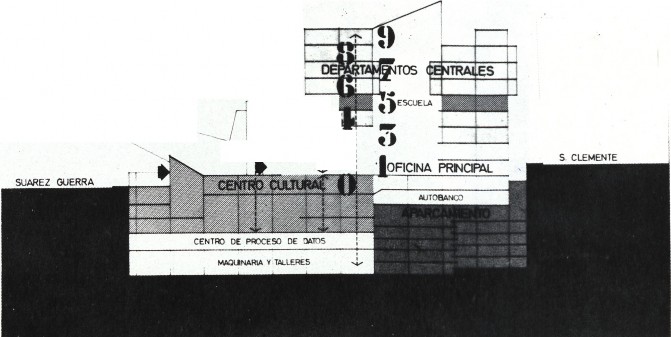 9
8
DEPARTAMENTOS CENTRALES
7
6
5 ESCUELA
4
3
S. CLEMENTE
1 OFICINA PRINCIPAL
SUAREZ GUERRA
CENTRO CULTURAL 0
AUTOBANCO
APARCAMIENTO
CENTRO DE PROCESO DE DATOS
MAQUINARIA Y TALLERES